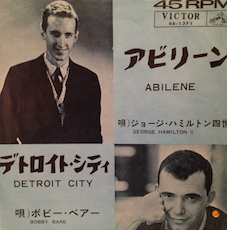 45 RPM
VICTOR
SS-1371
アビリーン
ABILENE
唄)ジョージ・ハミルトン四世
GEORGE HAMILTON IV
デトロイト・シティ
DETROIT CITY
唄)ボビー・ベアー
BOBBY BARE